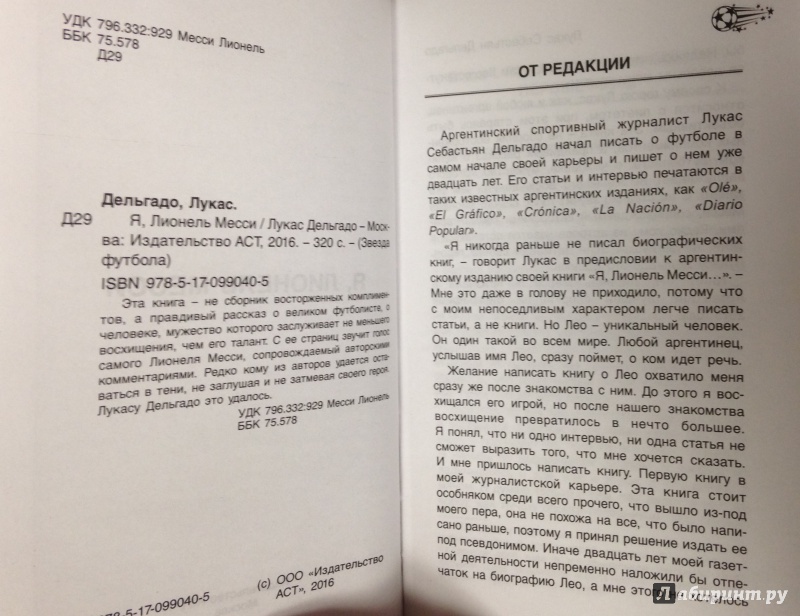 УДК 796.332:929 Месси Лионель
ББК 75.578
Д29
Дельгадо, Лукас.
Д29 Я, Лионель Месси / Лукас Дельгадо – Моск-
ва: Издательство АСТ, 2016. – 320 с. – (Звезда
футбола)
ISBN 978-5-17-099040-5
Эта книга – не сборник восторженных комплимен-
тов, а правдивый рассказ о великом футболисте, о
человеке, мужество которого заслуживает не меньшего
восхищения, чем его талант. С ее страниц звучит голос
самого Лионеля Месси, сопровождаемый авторскими
комментариями. Редко кому из авторов удается оста-
ваться в тени, не заглушая и не затмевая своего героя.
Лукасу Дельгадо это удалось.
УДК 796.332:929 Месси Лионель
ББК 75.578
978-5-17-099040-5
(с) ООО «Издательство
АСТ», 2016
ОТ РЕДАКЦИИ
Аргентинский спортивный журналист Лукас
Себастьян Дельгадо начал писать о футболе в
самом начале своей карьеры и пишет о нем уже
двадцать лет. Его статьи и интервью печатаются в
таких известных аргентинских изданиях, как «Olé»,
«El Gráfico», «Crónica», «La Nación», «Diario
Popular».
«Я никогда раньше не писал биографических
книг, – говорит Лукас в предисловии к аргентин-
скому изданию своей книги «Я, Лионель Месси…». –
Мне это даже в голову не приходило, потому что
с моим непоседливым характером легче писать
статьи, а не книги. Но Лео – уникальный человек.
Он один такой во всем мире. Любой аргентинец,
услышав имя Лео, сразу поймет, о ком идет речь.
Желание написать книгу о Лео охватило меня
сразу же после знакомства с ним. До этого я вос-
хищался его игрой, но после нашего знакомства
восхищение превратилось в нечто большее.
Я понял, что ни одно интервью, ни одна статья не
сможет выразить того, что мне хочется сказать.
И мне пришлось написать книгу. Первую книгу в
моей журналистской карьере. Эта книга стоит
особняком среди всего прочего, что вышло из-под
моего пера, она не похожа на все, что было напи-
сано раньше, поэтому я принял решение издать ее
под псевдонимом. Иначе двадцать лет моей газет-
ной деятельности непременно наложили бы отпе-
чаток на биографию Лео, а мне этого не хотелось
Лабиринт.ру